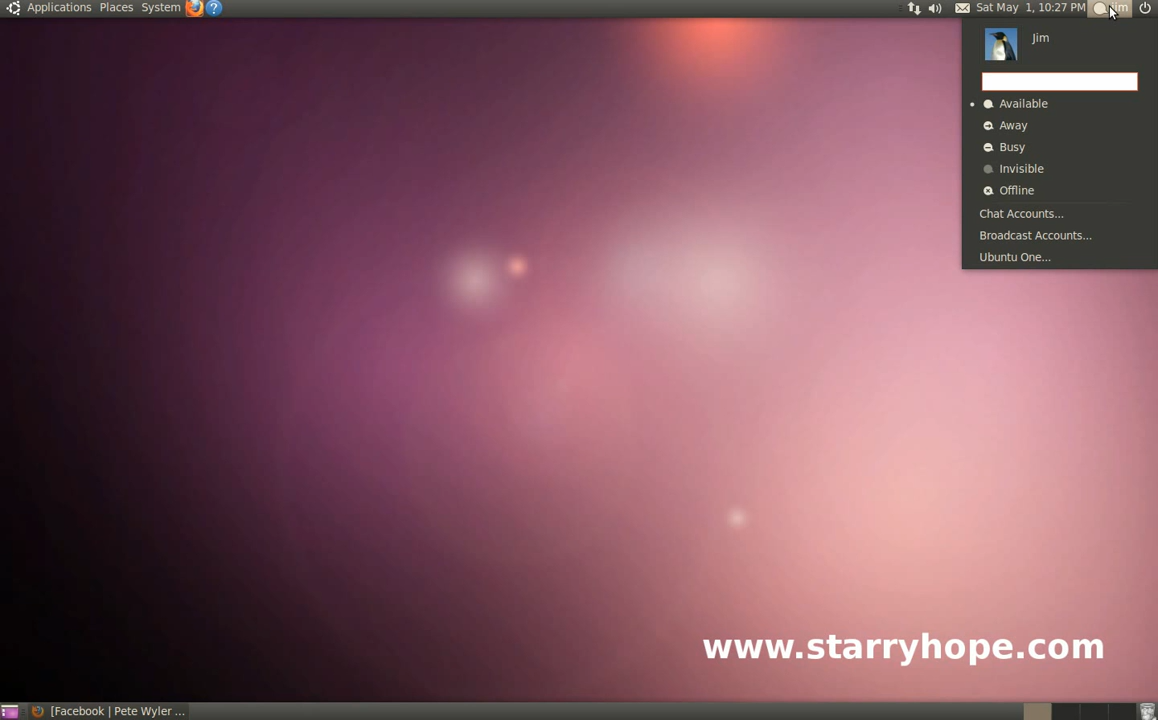 Applications Places System
Sat May 1, 10:27 PM Jim
Jim
Available
Away
Busy
Invisible
Offline
Chat Accounts...
Broadcast Accounts...
Ubuntu One...
www.starryhope.com
[Facebook | Pete Wyler ...